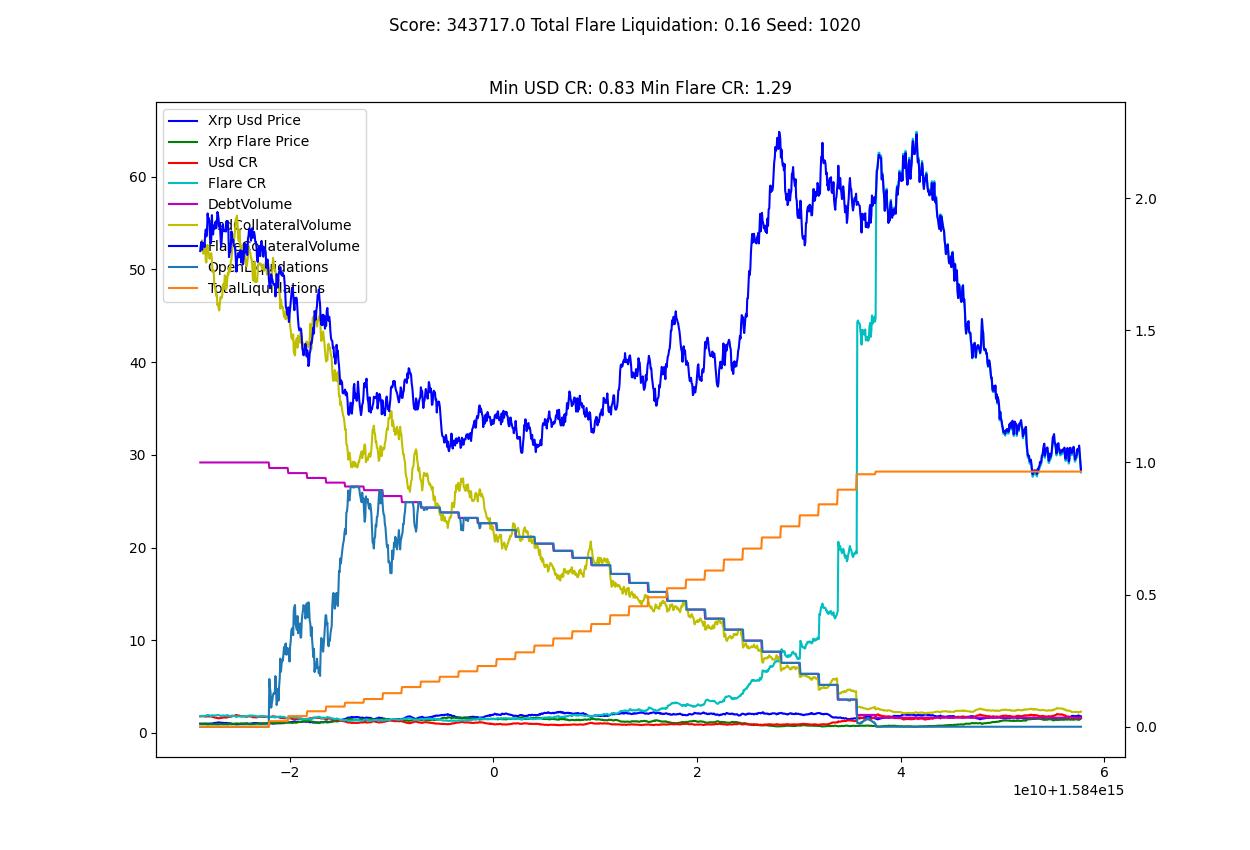 Score: 343717.0 Total Flare Liquidation: 0.16 Seed: 1020
Min USD CR: 0.83 Min Flare CR: 1.29
Xrp Usd Price
Xrp Flare Price
Usd CR
Flare CR
DebtVolume
UsdCollateralVolume
FlareCollateralVolume
OpenLiquidations
TotalLiquidations
60
50
40
30
20
10
0
2.0
1.5
1.0
0.5
0.0
−2
0
2
4
6
1e10+1.584e15